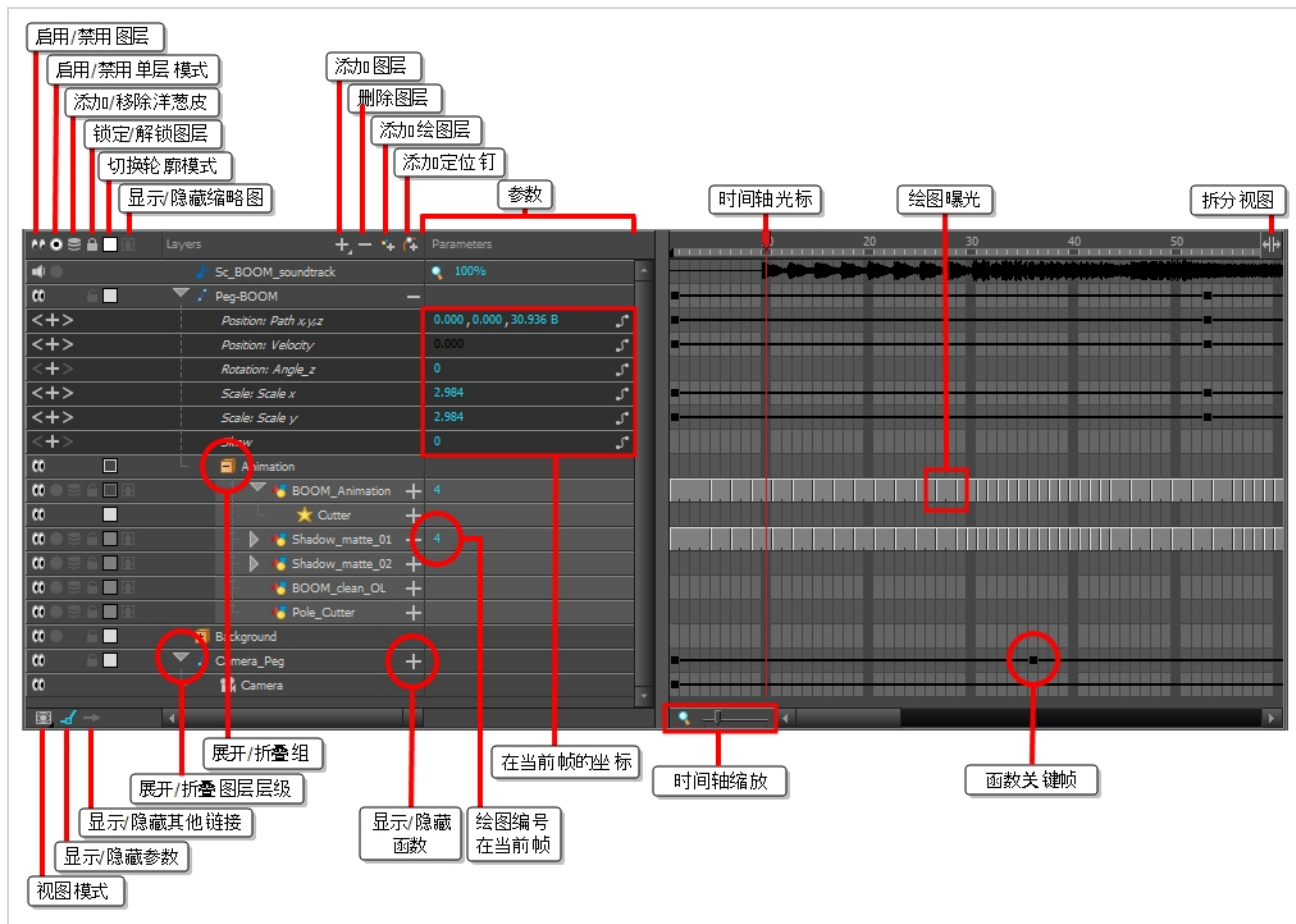 启用/禁用图层
启用/禁用单层模式
添加/移除洋葱皮
锁定/解锁图层
切换轮廓模式
显示/隐藏缩略图
添加图层
删除图层
添加绘图层
添加定位钉
参数
时间轴光标
绘图曝光
拆分视图
Layers
Parameters
10 20 30 40 50
Sc_BOOM_soundtrack
100%
Peg-BOOM
Position: Path x,y,z
0.000 , 0.000 , 30.936 B
Position: Velocity
0.000
Rotation: Angle_z
0
Scale: Scale x
2.984
Scale: Scale y
2.984
Skew
0
Animation
BOOM_Animation
4
Cutter
Shadow_matte_01
4
Shadow_matte_02
BOOM_clean_OL
Pole_Cutter
Background
Camera_Peg
Camera
展开/折叠组
展开/折叠图层层级
显示/隐藏其他链接
显示/隐藏参数
视图模式
显示/隐藏
函数
绘图编号
在当前帧
在当前帧的坐标
时间轴缩放
函数关键帧